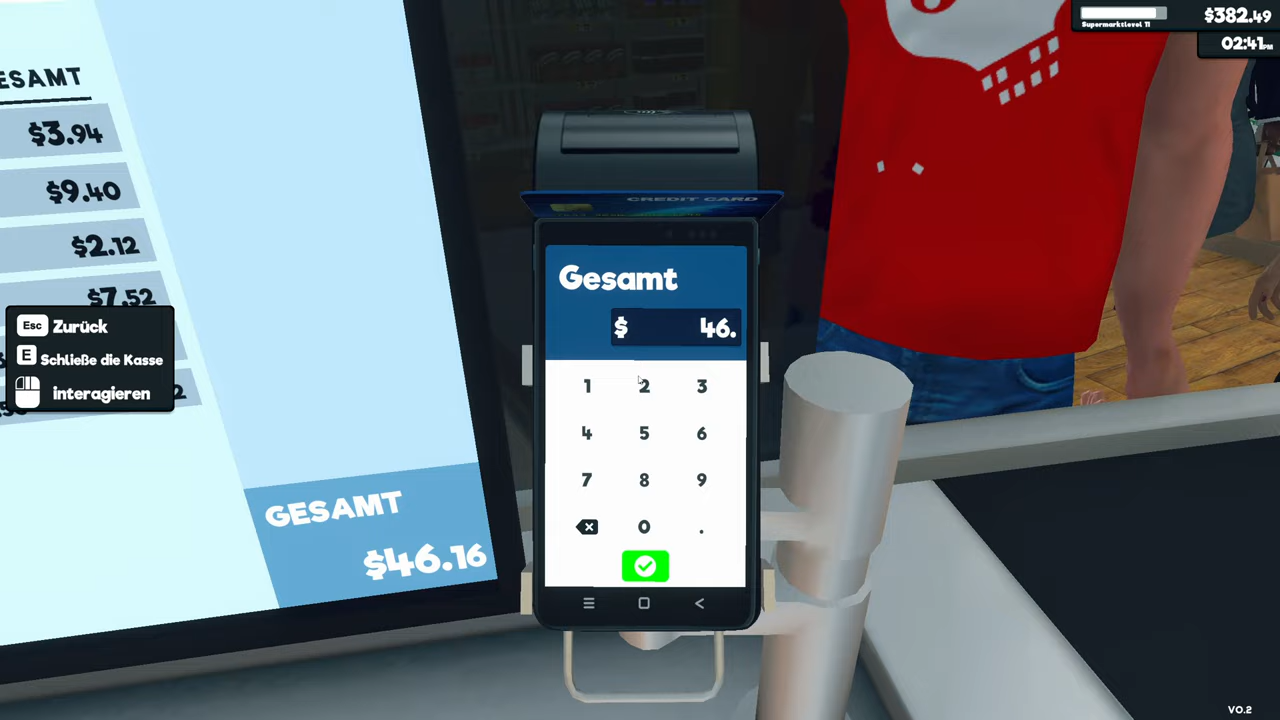 $382.49
Supermarktlevel 11
02:41PM
GESAMT
$3.94
$9.40
$2.12
$7.52
Esc Zurück
E Schließe die Kasse
interagieren
GESAMT
$46.16
CREDIT CARD
Gesamt
$ 46.
1 2 3
4 5 6
7 8 9
0 .
V0.2